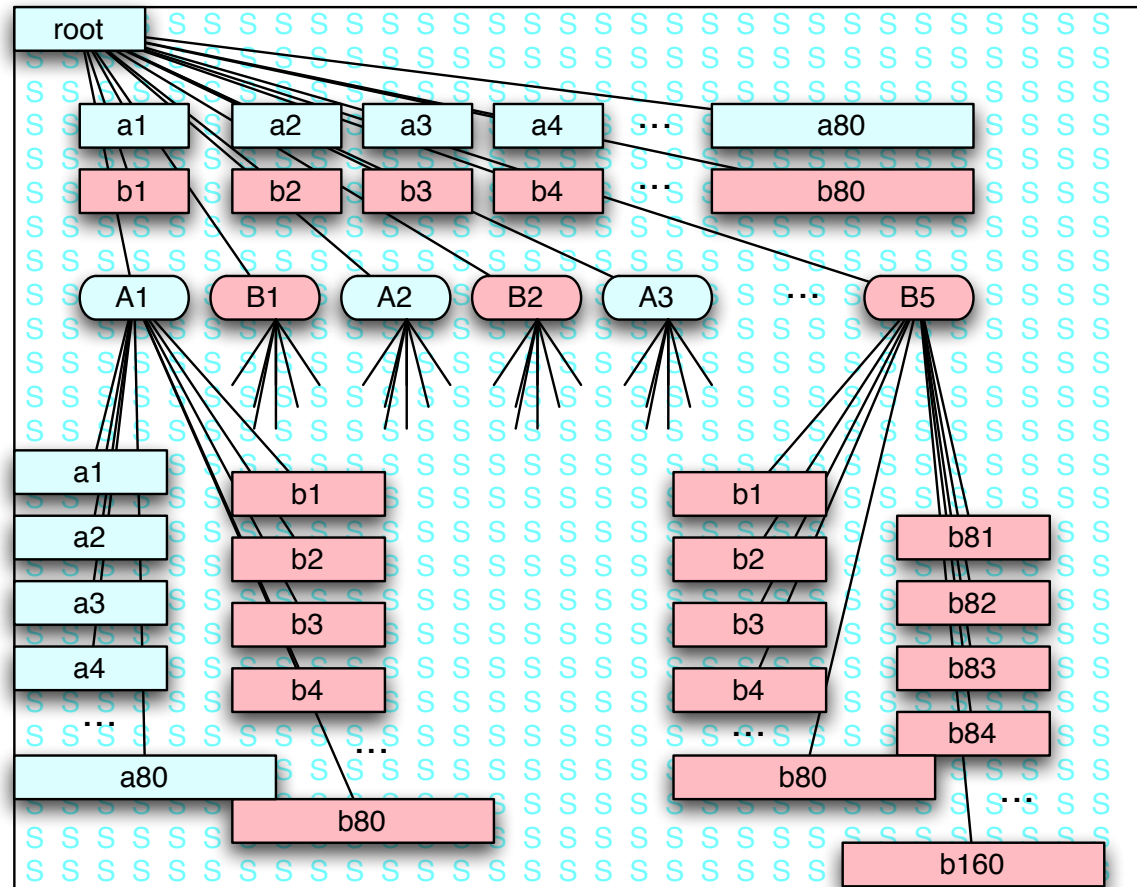 root
a1 a2 a3 a4 ... a80
b1 b2 b3 b4 ... b80
A1 B1 A2 B2 A3 ... B5
a1
a2
a3
a4
...
a80
b1
b2
b3
b4
...
b80
b1
b2
b3
b4
...
b80
b81
b82
b83
b84
...
b160